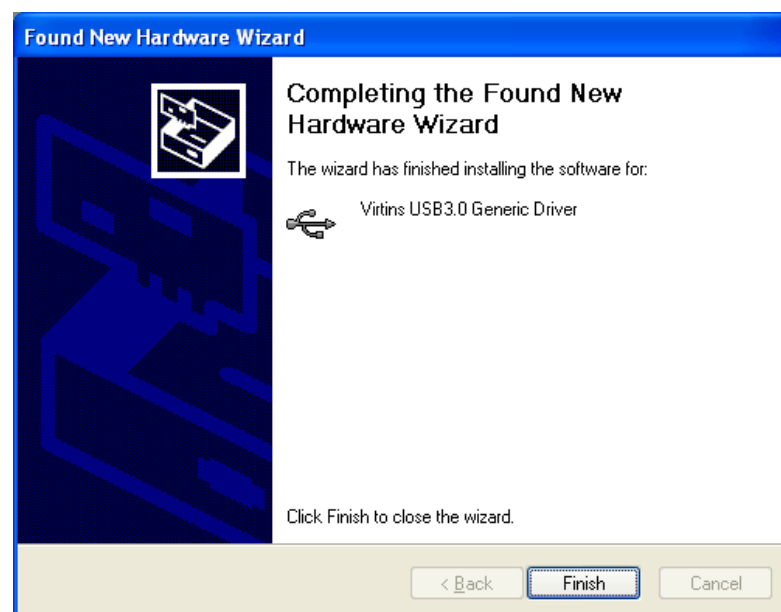 Found New Hardware Wizard
Completing the Found New
Hardware Wizard
The wizard has finished installing the software for:
Virtins USB3.0 Generic Driver
Click Finish to close the wizard.
< Back Finish Cancel